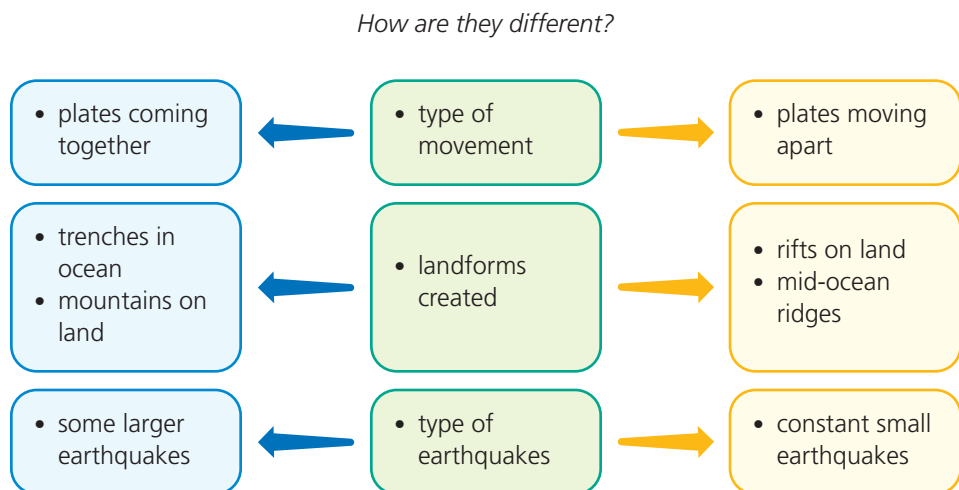 How are they different?
• plates coming
together
• type of
movement
• plates moving
apart
• trenches in
ocean
• mountains on
land
• landforms
created
• rifts on land
• mid-ocean
ridges
• some larger
earthquakes
• type of
earthquakes
• constant small
earthquakes